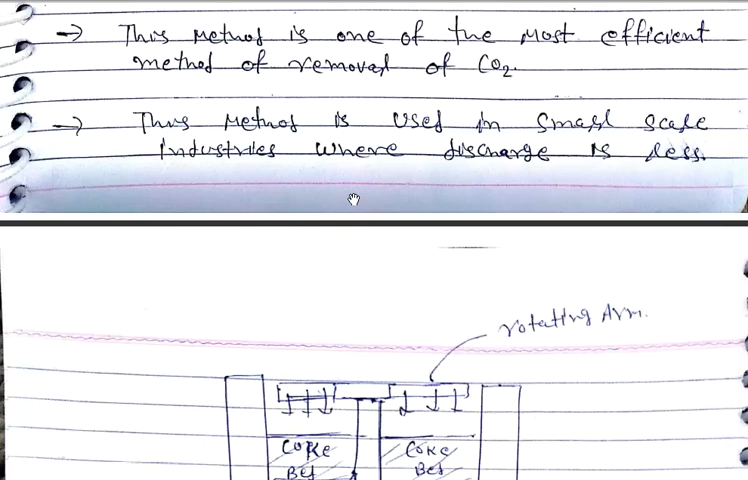 → This method is one of the most efficient
method of removal of CO2.
→ This method is used in small scale
industries where discharge is less.
rotating Arm.
Coke Coke
Bed Bed